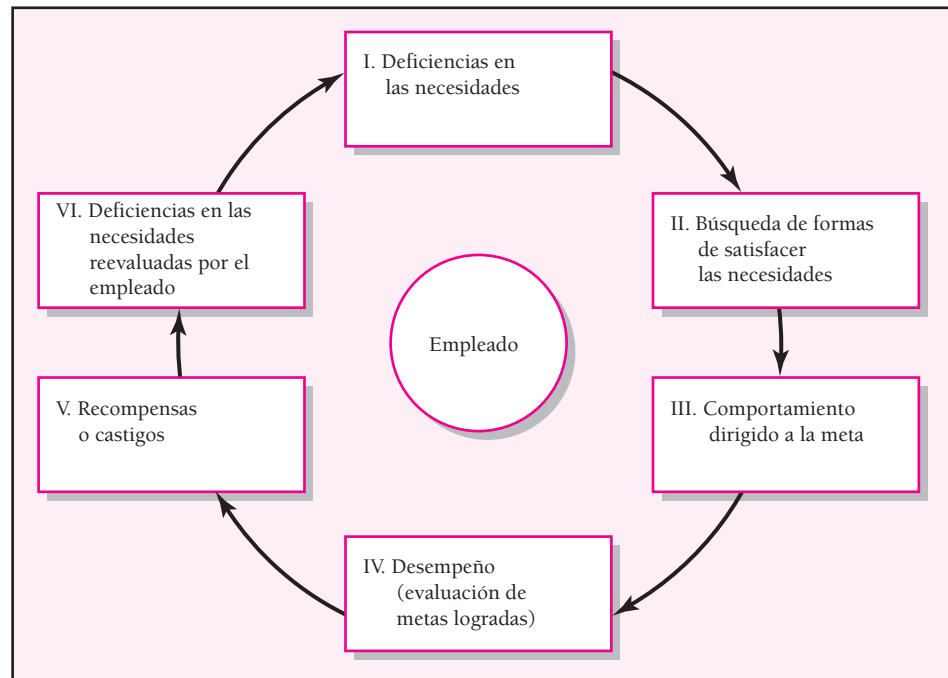 I. Deficiencias en
las necesidades
II. Búsqueda de formas
de satisfacer
las necesidades
III. Comportamiento
dirigido a la meta
IV. Desempeño
(evaluación de
metas logradas)
V. Recompensas
o castigos
VI. Deficiencias en las
necesidades
reevaluadas por el
empleado
Empleado